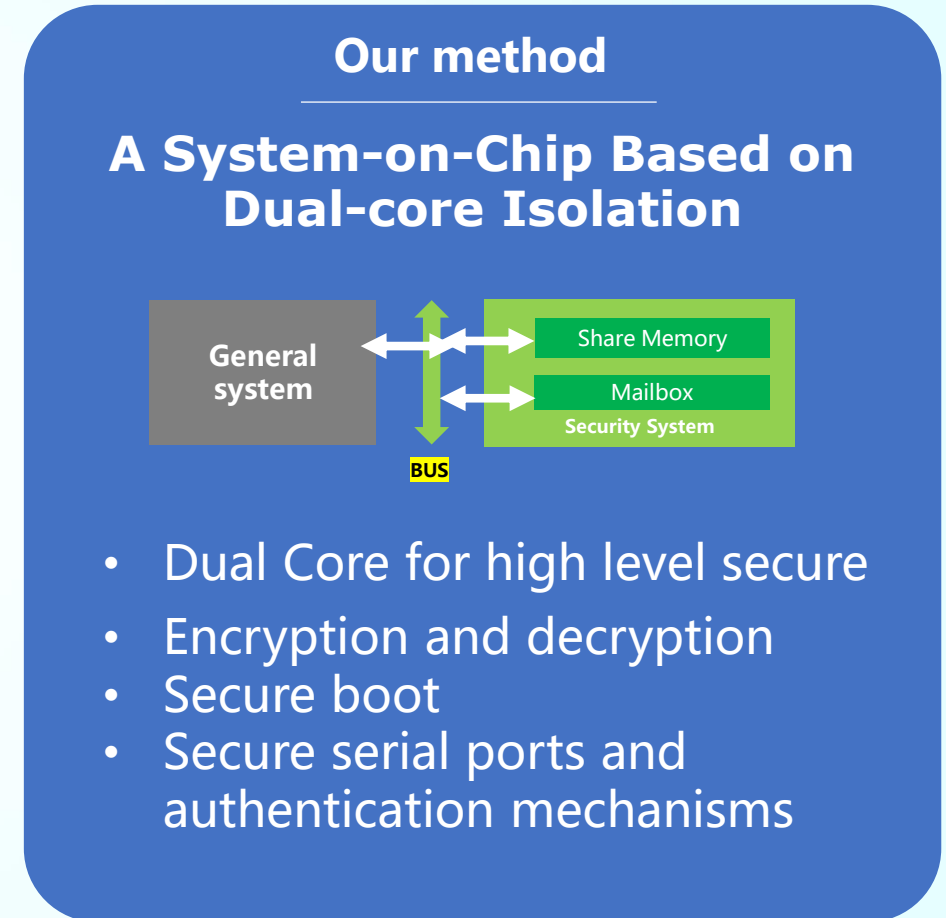 Our method
A System-on-Chip Based on
Dual-core Isolation
General
system
Share Memory
Mailbox
Security System
BUS
• Dual Core for high level secure
• Encryption and decryption
• Secure boot
• Secure serial ports and
authentication mechanisms